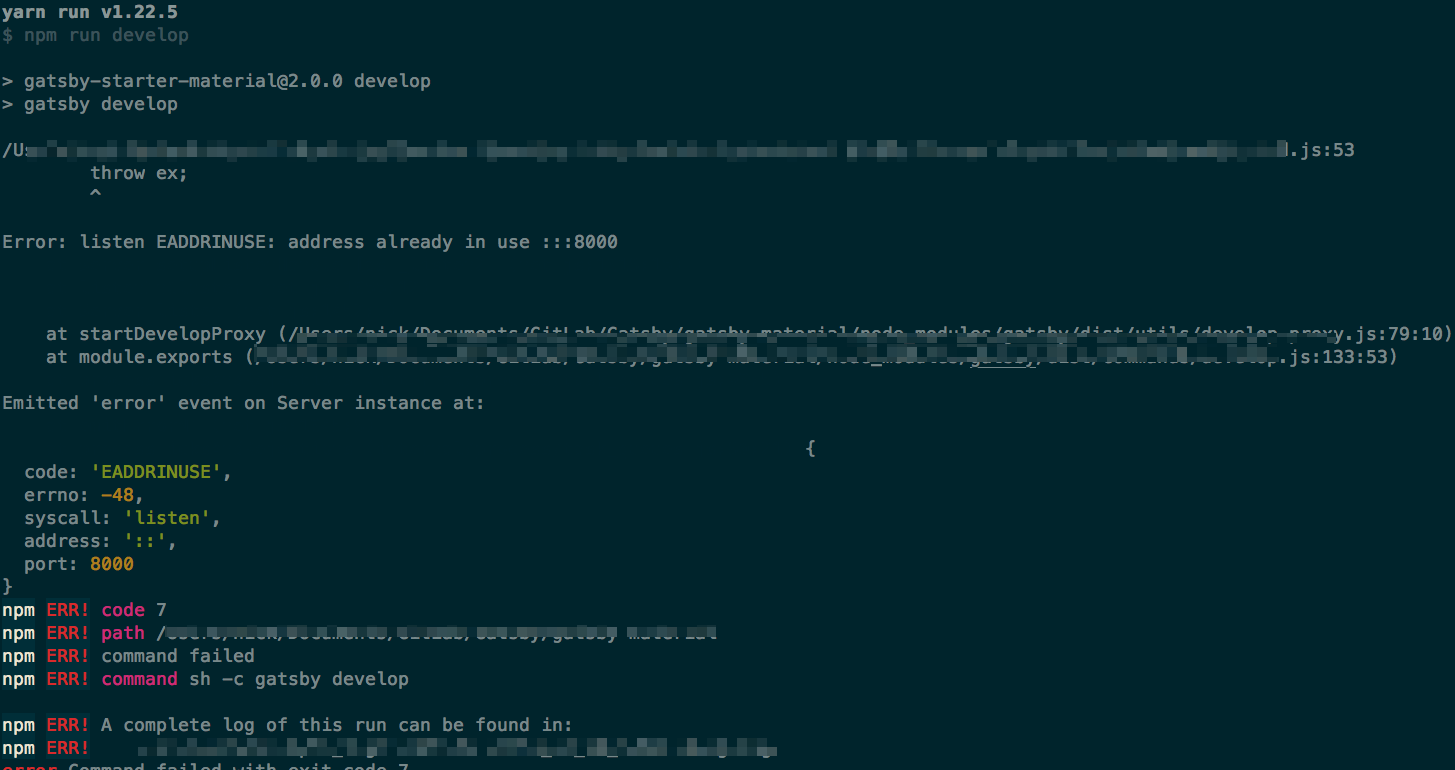 yarn run v1.22.5
$ npm run develop
> gatsby-starter-material@2.0.0 develop
> gatsby develop
.js:53
throw ex;
^
Error: listen EADDRINUSE: address already in use :::8000
at startDevelopProxy (/Users/nick/Documents/GitLab/Gatsby/gatsby-material/node_modules/gatsby/dist/utils/develop-proxy.js:79:10)
at module.exports (
.js:133:53)
Emitted 'error' event on Server instance at:
{
code: 'EADDRINUSE',
errno: -48,
syscall: 'listen',
address: '::',
port: 8000
}
npm ERR! code 7
npm ERR! path
npm ERR! command failed
npm ERR! command sh -c gatsby develop
npm ERR! A complete log of this run can be found in:
npm ERR!
error Command failed with exit code 7